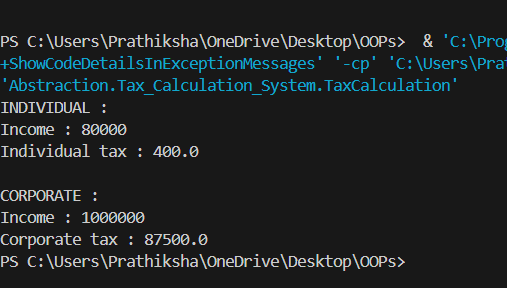 PS C:\Users\Prathiksha\OneDrive\Desktop\OOPs>  & 'C:\Prog
+ShowCodeDetailsInExceptionMessages' '-cp' 'C:\Users\Prat
'Abstraction.Tax_Calculation_System.TaxCalculation'
INDIVIDUAL :
Income : 80000
Individual tax : 400.0

CORPORATE :
Income : 1000000
Corporate tax : 87500.0
PS C:\Users\Prathiksha\OneDrive\Desktop\OOPs>